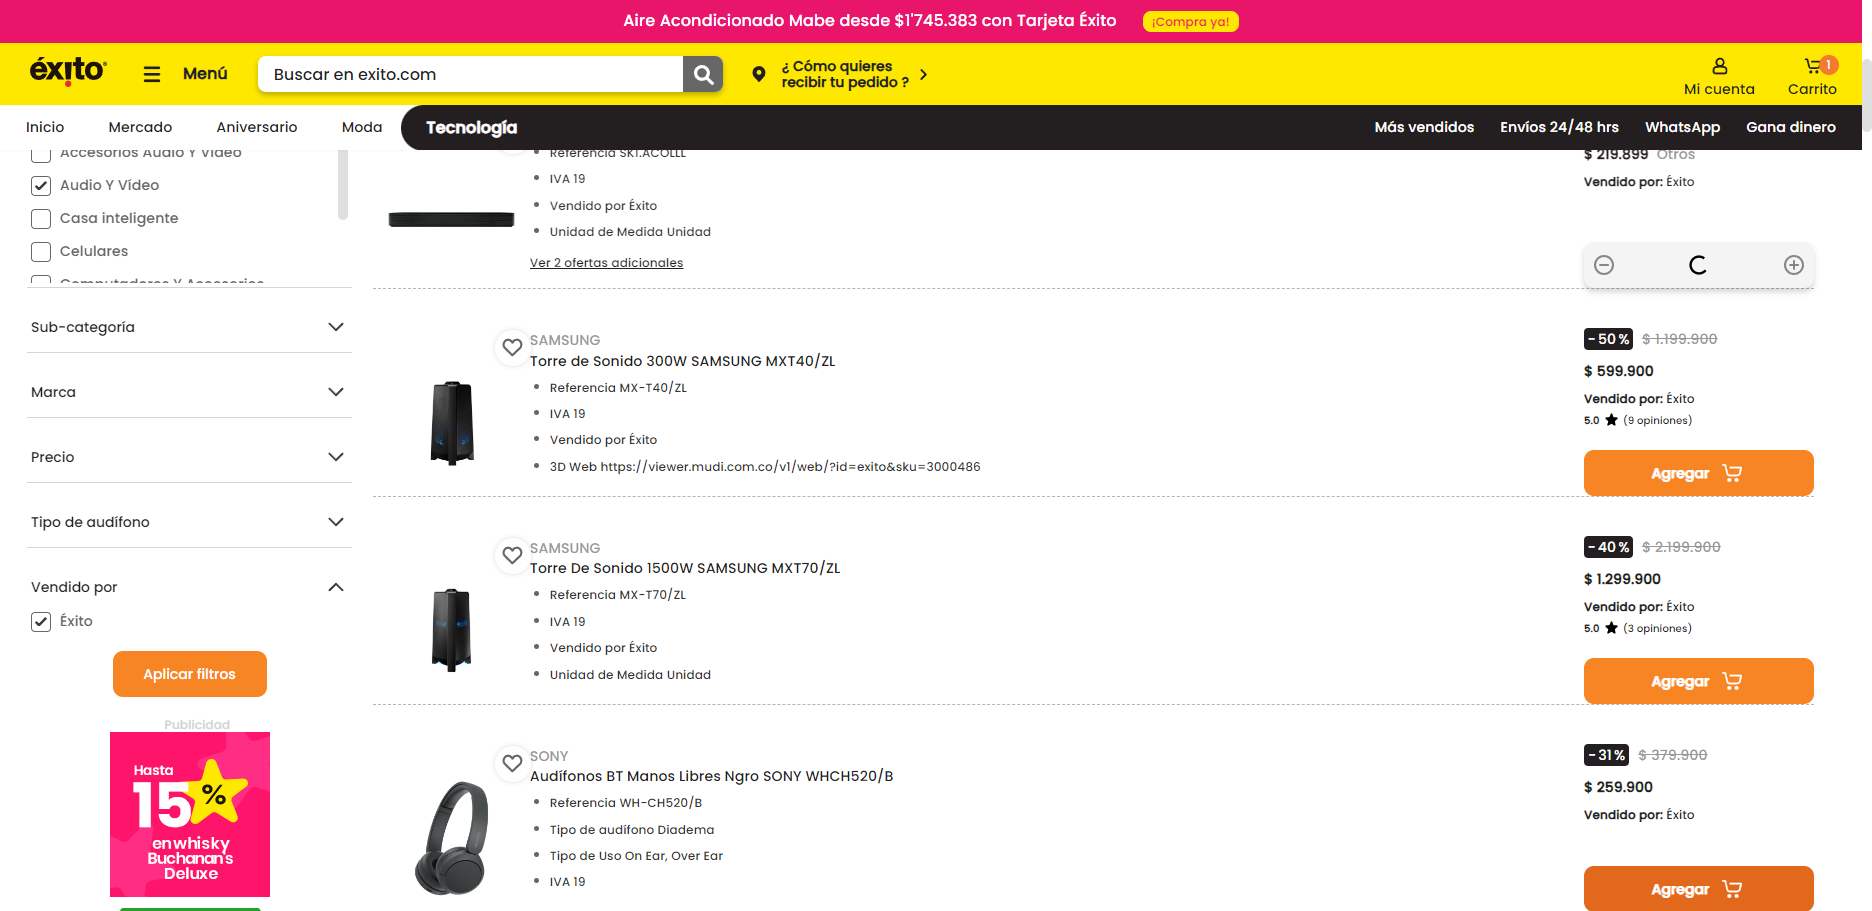 Aire Acondicionado Mabe desde $1'745.383 con Tarjeta Éxito ¡Compra ya!
éxito
Menú
Buscar en exito.com
¿ Cómo quieres
recibir tu pedido ?
Mi cuenta
1
Carrito
Inicio
Mercado
Aniversario
Moda
Tecnología
Más vendidos
Envíos 24/48 hrs
WhatsApp
Gana dinero
Accesorios Audio Y Video
Audio Y Vídeo
Casa inteligente
Celulares
Computadores Y Accesorios
Sub-categoría
Marca
Precio
Tipo de audífono
Vendido por
Éxito
Aplicar filtros
Publicidad
Hasta
15%
en whisky
Buchanan's
Deluxe
Referencia SK1.ACOLLL
IVA 19
Vendido por Éxito
Unidad de Medida Unidad
Ver 2 ofertas adicionales
$ 219.899 Otros
Vendido por: Éxito
SAMSUNG
Torre de Sonido 300W SAMSUNG MXT40/ZL
Referencia MX-T40/ZL
IVA 19
Vendido por Éxito
3D Web https://viewer.mudi.com.co/v1/web/?id=exito&sku=3000486
-50% $ 1.199.900
$ 599.900
Vendido por: Éxito
5.0 ★ (9 opiniones)
Agregar
SAMSUNG
Torre De Sonido 1500W SAMSUNG MXT70/ZL
Referencia MX-T70/ZL
IVA 19
Vendido por Éxito
Unidad de Medida Unidad
-40% $ 2.199.900
$ 1.299.900
Vendido por: Éxito
5.0 ★ (3 opiniones)
Agregar
SONY
Audífonos BT Manos Libres Ngro SONY WHCH520/B
Referencia WH-CH520/B
Tipo de audífono Diadema
Tipo de Uso On Ear, Over Ear
IVA 19
-31% $ 379.900
$ 259.900
Vendido por: Éxito
Agregar